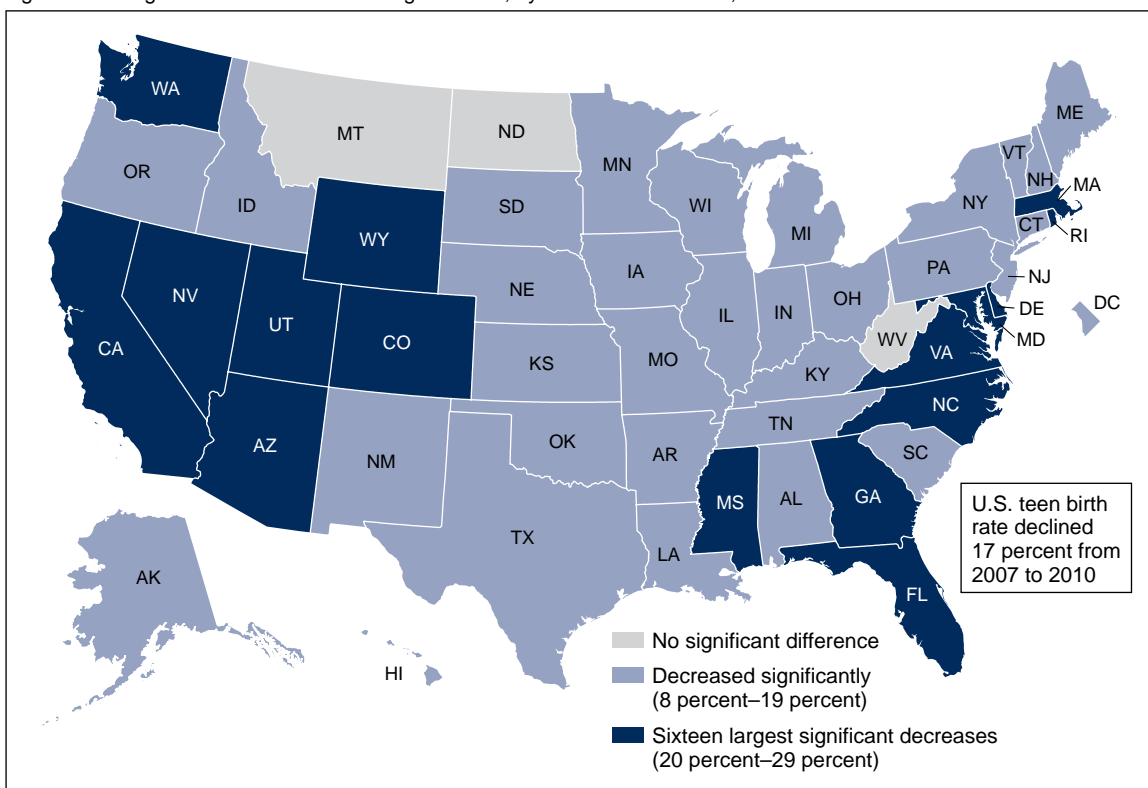 WA
MT
ND
MN
ME
VT
NH
MA
OR
ID
SD
WI
NY
CT
RI
WY
MI
IA
PA
NJ
NE
NV
UT
CO
IL
IN
OH
DE
DC
MD
WV
VA
CA
KS
MO
KY
NC
TN
AZ
NM
OK
AR
SC
MS
AL
GA
TX
LA
FL
AK
HI
U.S. teen birth
rate declined
17 percent from
2007 to 2010
No significant difference
Decreased significantly
(8 percent–19 percent)
Sixteen largest significant decreases
(20 percent–29 percent)